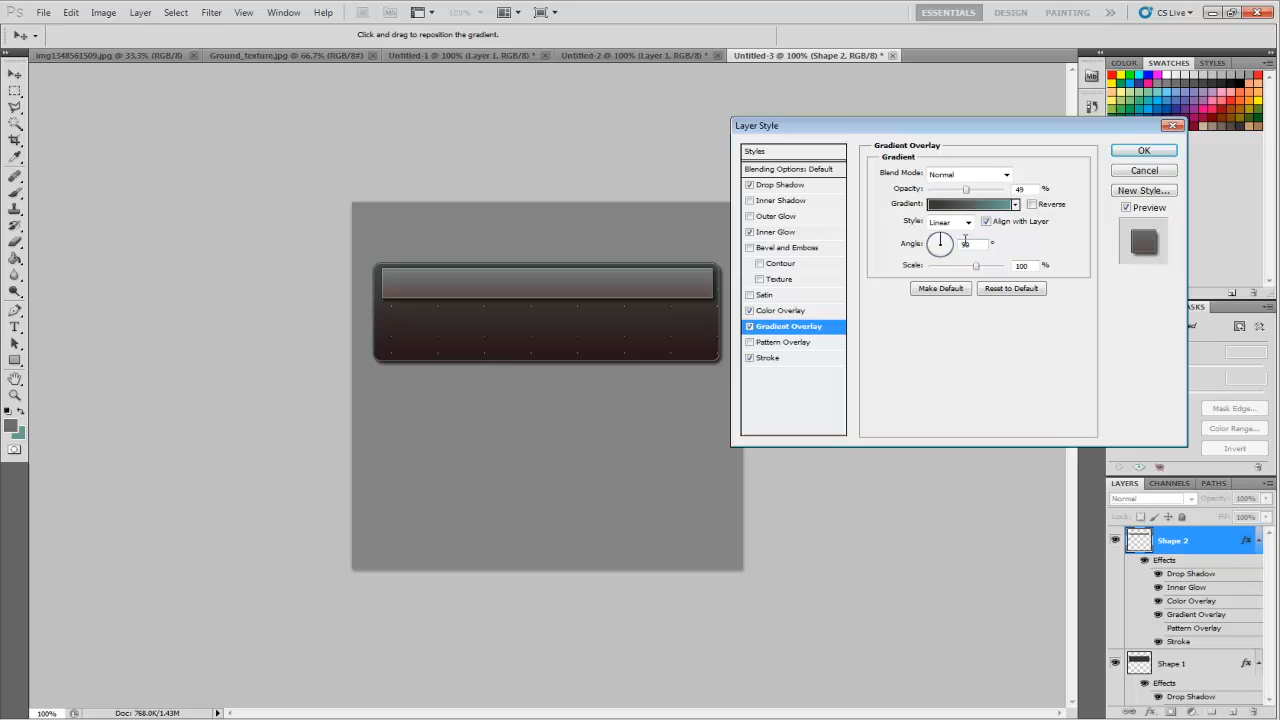 Ps File Edit Image Layer Select Filter View Window Help 100% ESSENTIALS DESIGN PAINTING CS Live
Click and drag to reposition the gradient.
img1348561509.jpg @ 33.3% (RGB/8) Ground_texture.jpg @ 66.7% (RGB/8#) Untitled-1 @ 100% (Layer 1, RGB/8) * Untitled-2 @ 100% (Layer 1, RGB/8) * Untitled-3 @ 100% (Shape 2, RGB/8) *
COLOR SWATCHES STYLES
Layer Style
Styles
Blending Options: Default
Drop Shadow
Inner Shadow
Outer Glow
Inner Glow
Bevel and Emboss
Contour
Texture
Satin
Color Overlay
Gradient Overlay
Pattern Overlay
Stroke
Gradient Overlay
Gradient
Blend Mode: Normal
Opacity: 49 %
Gradient: Reverse
Style: Linear Align with Layer
Angle: °
Scale: 100 %
Make Default Reset to Default
OK
Cancel
New Style...
Preview
ASKS
Mask Edge...
Color Range...
Invert
LAYERS CHANNELS PATHS
Normal Opacity: 100%
Lock: Fill: 100%
Shape 2 fx
Effects
Drop Shadow
Inner Glow
Color Overlay
Gradient Overlay
Pattern Overlay
Stroke
Shape 1 fx
Effects
Drop Shadow
100% Doc: 768.0K/1.43M